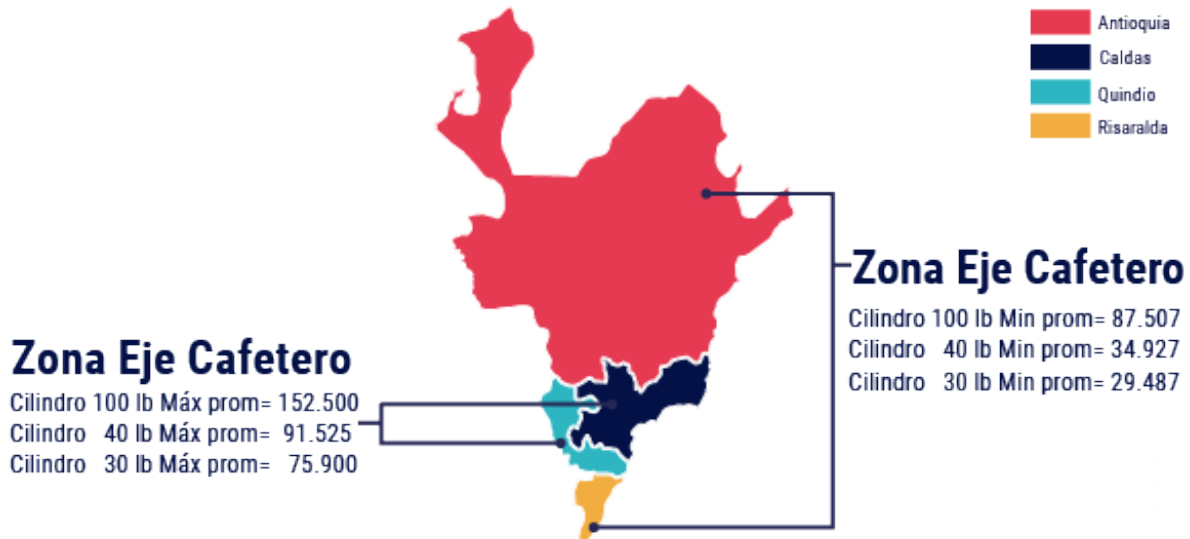 Antioquia
Caldas
Quindio
Risaralda
Zona Eje Cafetero
Cilindro 100 lb Min prom= 87.507
Cilindro 40 lb Min prom= 34.927
Cilindro 30 lb Min prom= 29.487
Zona Eje Cafetero
Cilindro 100 lb Máx prom= 152.500
Cilindro 40 lb Máx prom= 91.525
Cilindro 30 lb Máx prom= 75.900